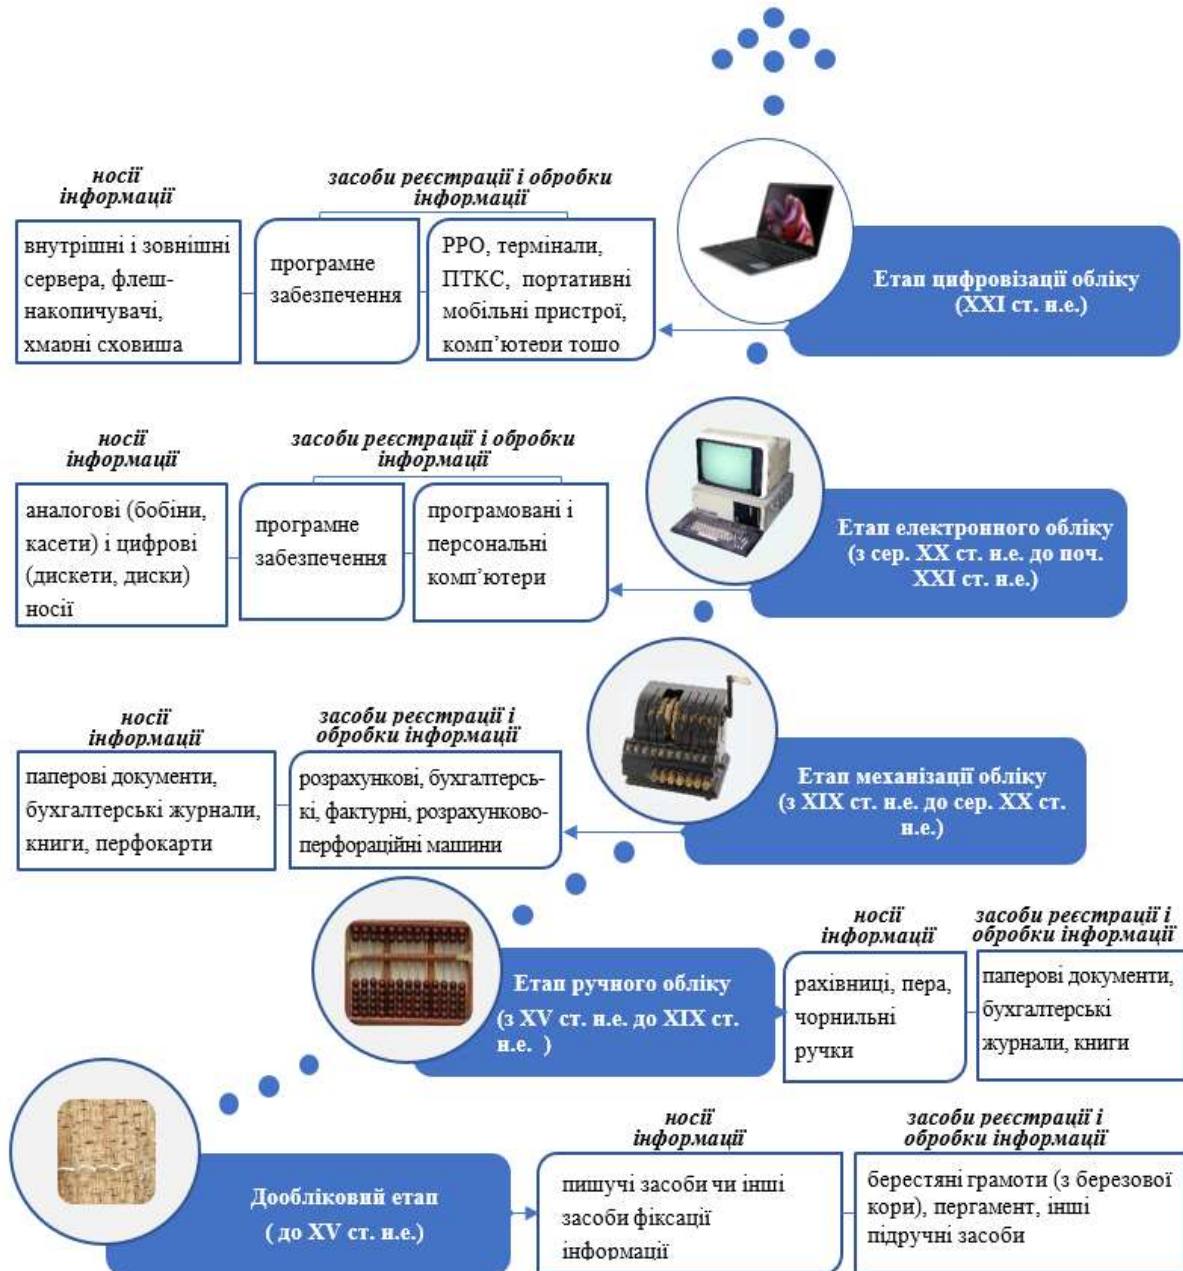 носії
інформації
засоби реєстрації і обробки
інформації
внутрішні і зовнішні
сервера, флеш-
накопичувачі,
хмарні сховища
програмне
забезпечення
РРО, термінали,
ПТКС, портативні
мобільні пристрої,
комп’ютери тощо
Етап цифровізації обліку
(XXI ст. н.е.)
носії
інформації
засоби реєстрації і обробки
інформації
аналогові (бобіни,
касети) і цифрові
(дискети, диски)
носії
програмне
забезпечення
програмовані і
персональні
комп’ютери
Етап електронного обліку
(з сер. XX ст. н.е. до поч.
XXI ст. н.е.)
носії
інформації
засоби реєстрації і
обробки інформації
паперові документи,
бухгалтерські журнали,
книги, перфокарти
розрахункові, бухгалтерсь-
кі, фактурні, розрахунково-
перфораційні машини
Етап механізації обліку
(з XIX ст. н.е. до сер. XX ст.
н.е.)
носії
інформації
засоби реєстрації і
обробки інформації
Етап ручного обліку
(з XV ст. н.е. до XIX ст.
н.е. )
рахівниці, пера,
чорнильні
ручки
паперові документи,
бухгалтерські
журнали, книги
носії
інформації
засоби реєстрації і
обробки інформації
Дообліковий етап
( до XV ст. н.е.)
пишучі засоби чи інші
засоби фіксації
інформації
берестяні грамоти (з березової
кори), пергамент, інші
підручні засоби